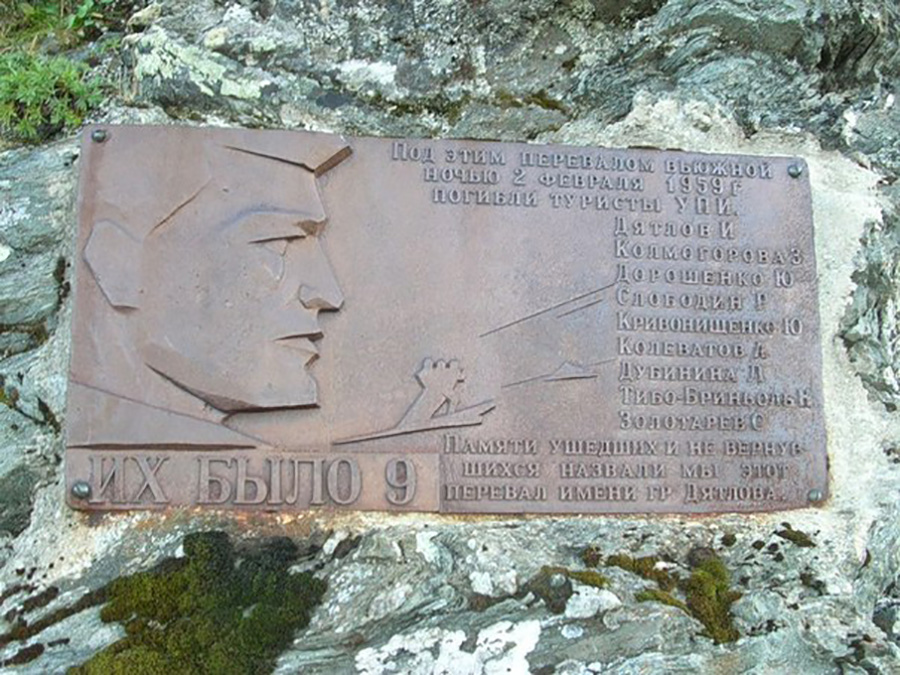 Под этим перевалом вьюжной
ночью 2 февраля 1959 г
погибли туристы УПИ.
Дятлов И
Колмогорова З
Дорошенко Ю
Слободин Р
Кривонищенко Ю
Колеватов А
Дубинина Л
Тибо-Бриньоль Н
Золотарев С
Памяти ушедших и не вернув
шихся назвали мы этот
перевал имени гр Дятлова.
ИХ БЫЛО 9